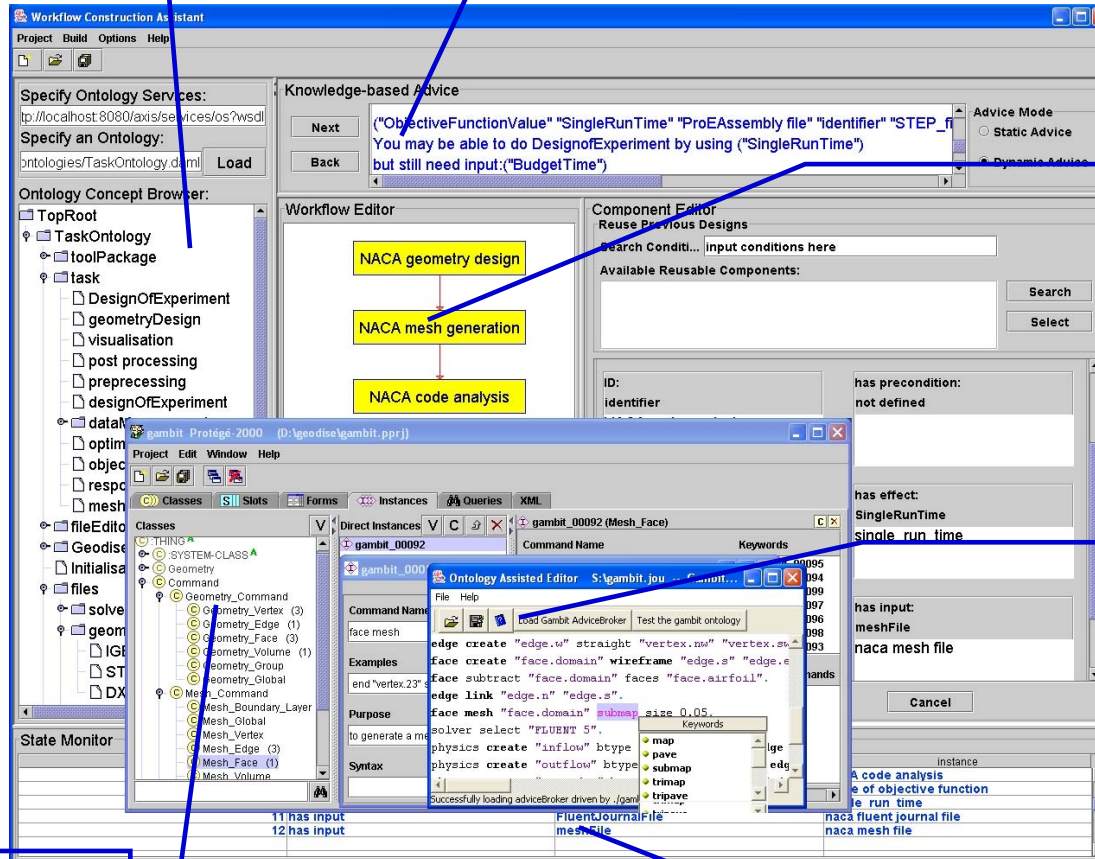 Workflow Construction Assistant
Project Build Options Help
Specify Ontology Services:
tp://localhost:8080/axis/services/os?wsdl
Specify an Ontology:
ontologies/TaskOntology.daml Load
Ontology Concept Browser:
TopRoot
TaskOntology
toolPackage
task
DesignOfExperiment
geometryDesign
visualisation
post processing
preprecessing
designOfExperiment
Knowledge-based Advice
Next
Back
("ObjectiveFunctionValue" "SingleRunTime" "ProEAssembly file" "identifier" "STEP_fi
You may be able to do DesignofExperiment by using ("SingleRunTime")
but still need input:("BudgetTime")
Advice Mode
Static Advice
Dynamic Advice
Workflow Editor
NACA geometry design
NACA mesh generation
NACA code analysis
Component Editor
Reuse Previous Designs
Search Conditi... input conditions here
Available Reusable Components:
Search
Select
ID:
identifier
has precondition:
not defined
has effect:
SingleRunTime
single_run_time
has input:
meshFile
naca mesh file
Cancel
gambit Protégé-2000 (D:\geodise\gambit.pprj)
Project Edit Window Help
Classes Slots Forms Instances Queries XML
Classes V
:THING A
:SYSTEM-CLASS A
Geometry
Command
Geometry_Command
Geometry_Vertex (3)
Geometry_Edge (1)
Geometry_Face (3)
Geometry_Volume (1)
Geometry_Group
Geometry_Global
Mesh_Command
Mesh_Boundary_Layer
Mesh_Global
Mesh_Vertex
Mesh_Edge (3)
Mesh_Face (1)
Mesh_Volume
Direct Instances V C X
gambit_00092
gambit_00092 (Mesh_Face) C X
Command Name Keywords
Command Name
face mesh
Examples
end "vertex.23" s
Purpose
to generate a me
Syntax
Ontology Assisted Editor S:\gambit.jou -- Gambit...
File Help
Load Gambit AdviceBroker Test the gambit ontology
edge create "edge.w" straight "vertex.nw" "vertex.sw
face create "face.domain" wireframe "edge.s" "edge.e
face subtract "face.domain" faces "face.airfoil".
edge link "edge.n" "edge.s".
face mesh "face.domain" submap size 0.05.
solver select "FLUENT 5".
physics create "inflow" btype
physics create "outflow" btype
Keywords
map
pave
submap
trimap
tripave
Successfully loading adviceBroker driven by ./gaml
State Monitor
instance
A code analysis
e of objective function
le_run_time
11 has input FluentJournalFile naca fluent journal file
12 has input meshFile naca mesh file